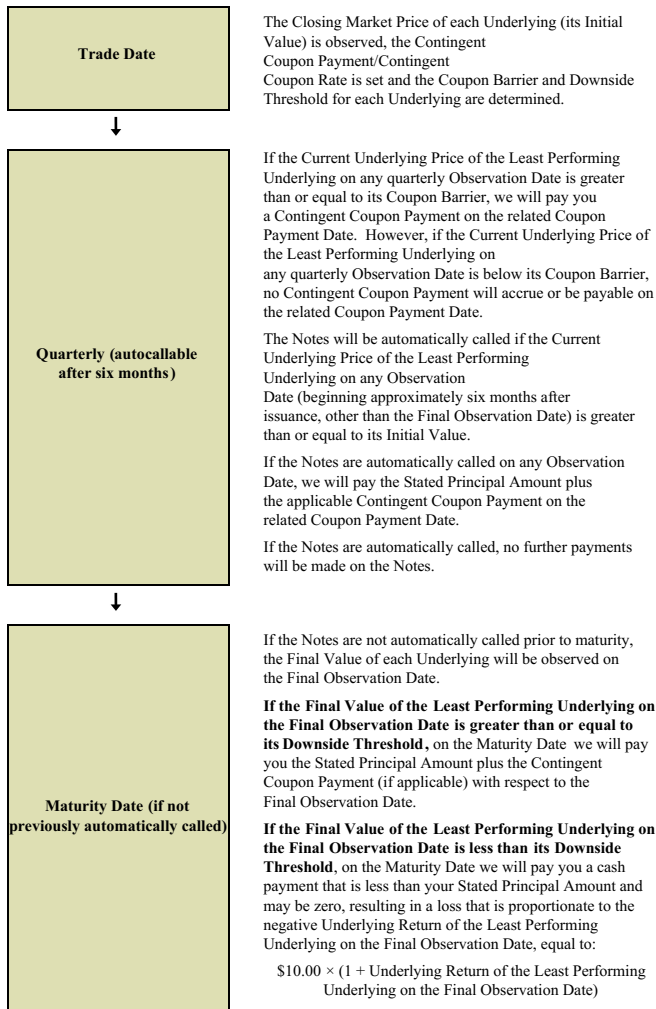 Trade Date
The Closing Market Price of each Underlying (its Initial
Value) is observed, the Contingent
Coupon Payment/Contingent
Coupon Rate is set and the Coupon Barrier and Downside
Threshold for each Underlying are determined.
Quarterly (autocallable
after six months)
If the Current Underlying Price of the Least Performing
Underlying on any quarterly Observation Date is greater
than or equal to its Coupon Barrier, we will pay you
a Contingent Coupon Payment on the related Coupon
Payment Date. However, if the Current Underlying Price of
the Least Performing Underlying on
any quarterly Observation Date is below its Coupon Barrier,
no Contingent Coupon Payment will accrue or be payable on
the related Coupon Payment Date.
The Notes will be automatically called if the Current
Underlying Price of the Least Performing
Underlying on any Observation
Date (beginning approximately six months after
issuance, other than the Final Observation Date) is greater
than or equal to its Initial Value.
If the Notes are automatically called on any Observation
Date, we will pay the Stated Principal Amount plus
the applicable Contingent Coupon Payment on the
related Coupon Payment Date.
If the Notes are automatically called, no further payments
will be made on the Notes.
Maturity Date (if not
previously automatically called)
If the Notes are not automatically called prior to maturity,
the Final Value of each Underlying will be observed on
the Final Observation Date.
If the Final Value of the Least Performing Underlying on
the Final Observation Date is greater than or equal to
its Downside Threshold, on the Maturity Date we will pay
you the Stated Principal Amount plus the Contingent
Coupon Payment (if applicable) with respect to the
Final Observation Date.
If the Final Value of the Least Performing Underlying on
the Final Observation Date is less than its Downside
Threshold, on the Maturity Date we will pay you a cash
payment that is less than your Stated Principal Amount and
may be zero, resulting in a loss that is proportionate to the
negative Underlying Return of the Least Performing
Underlying on the Final Observation Date, equal to:
$10.00 × (1 + Underlying Return of the Least Performing
Underlying on the Final Observation Date)